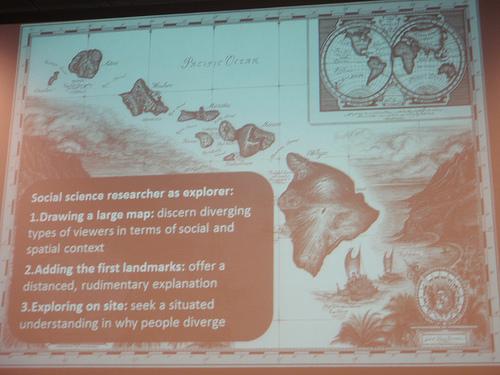 Pacific Ocean
Social science researcher as explorer:
1.Drawing a large map: discern diverging
types of viewers in terms of social and
spatial context
2.Adding the first landmarks: offer a
distanced, rudimentary explanation
3.Exploring on site: seek a situated
understanding in why people diverge